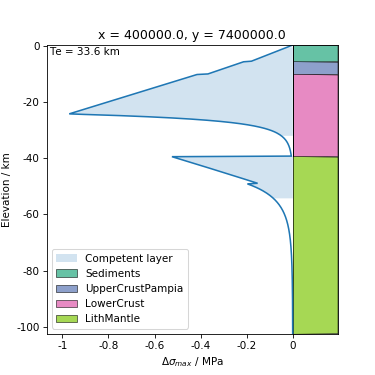 x = 400000.0, y = 7400000.0
Te = 33.6 km
0
-20
-40
-60
-80
-100
Elevation / km
Competent layer
Sediments
UpperCrustPampia
LowerCrust
LithMantle
-1 -0.8 -0.6 -0.4 -0.2 0
Δσmax / MPa